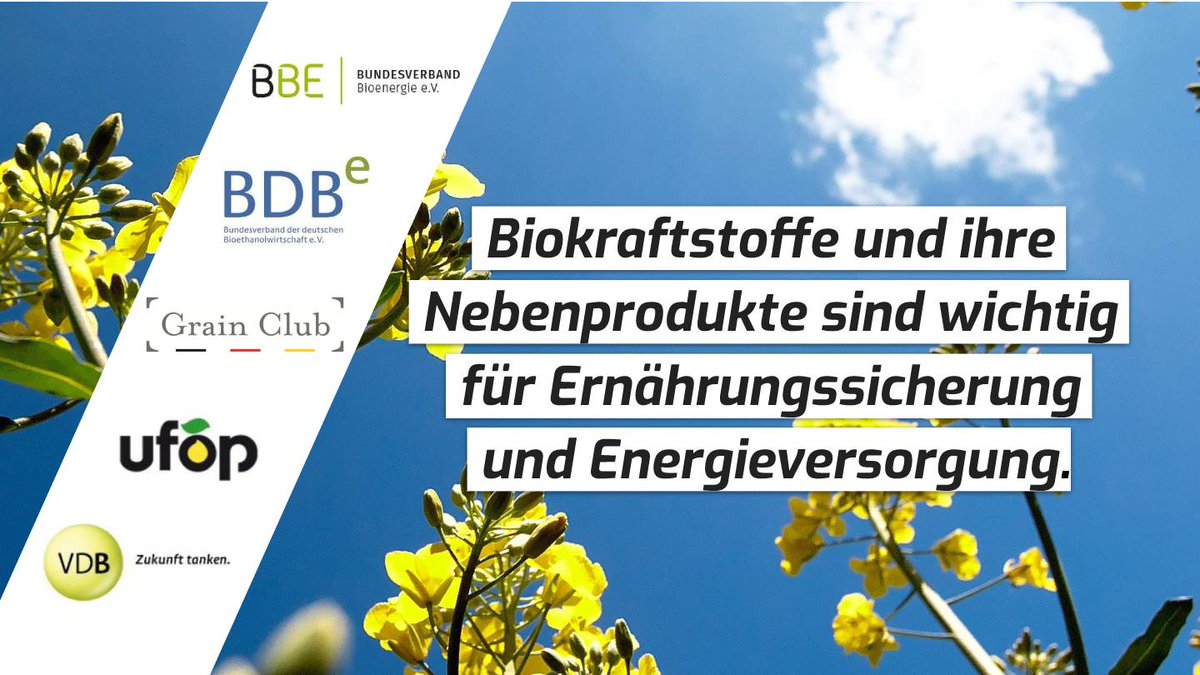 BBE
BUNDESVERBAND
Bioenergie e.V.
BDBe
Bundesverband der deutschen
Bioethanolwirtschaft e.V.
Grain Club
ufop
VDB
Zukunft tanken.
Biokraftstoffe und ihre
Nebenprodukte sind wichtig
für Ernährungssicherung
und Energieversorgung.